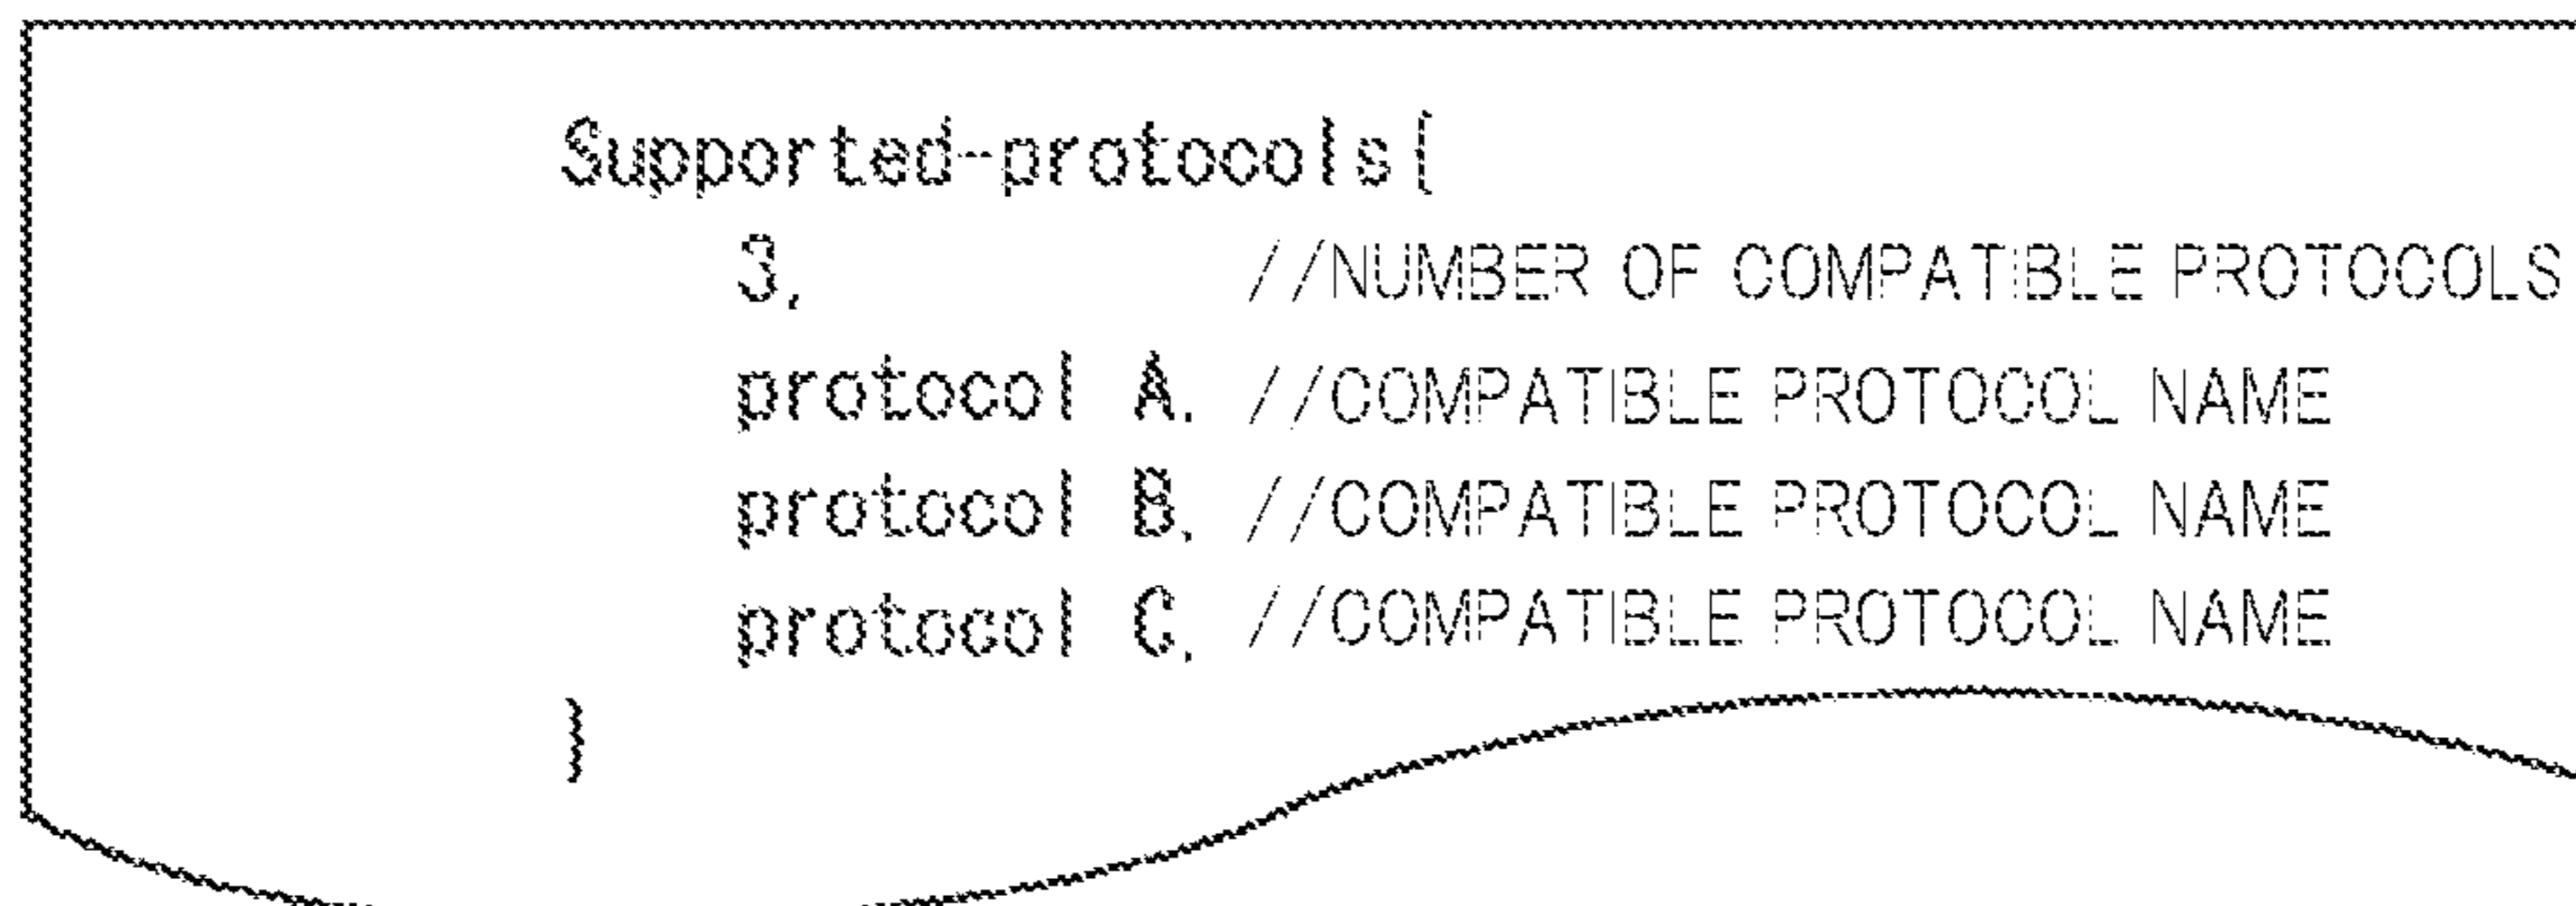 Supported-protocols{
3, //NUMBER OF COMPATIBLE PROTOCOLS
protocol A, //COMPATIBLE PROTOCOL NAME
protocol B, //COMPATIBLE PROTOCOL NAME
protocol C, //COMPATIBLE PROTOCOL NAME
}